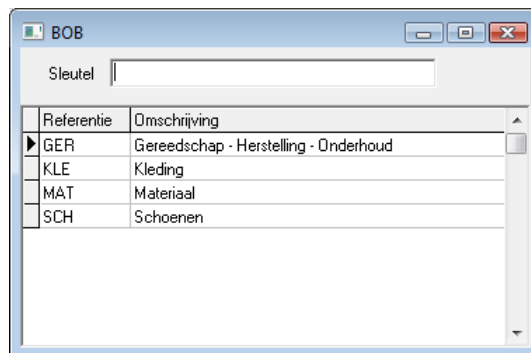 BOB
Sleutel
Referentie Omschrijving
GER Gereedschap - Herstelling - Onderhoud
KLE Kleding
MAT Materiaal
SCH Schoenen